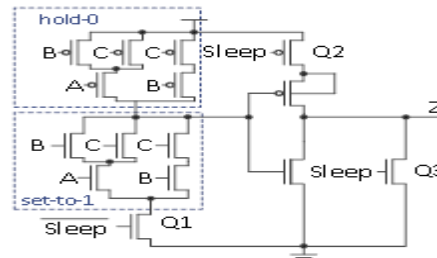 hold-0
B C C Sleep Q2
A B
Z
B C C
A B Sleep Q3
set-to-1
Sleep Q1